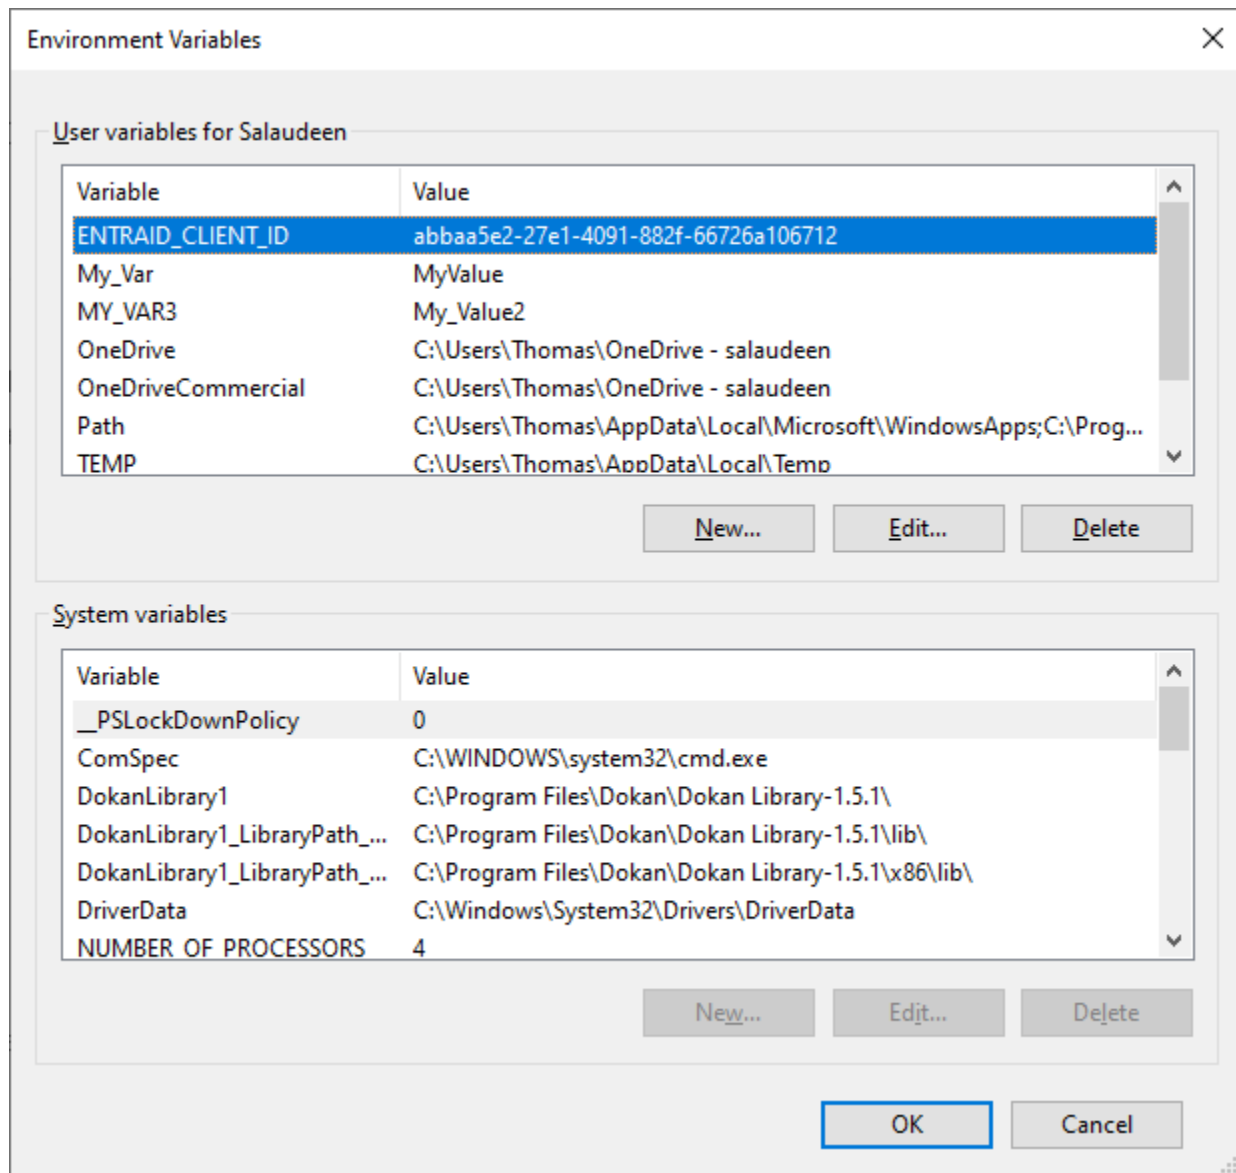 Environment Variables
User variables for Salaudeen
Variable Value
ENTRAID_CLIENT_ID abbaa5e2-27e1-4091-882f-66726a106712
My_Var MyValue
MY_VAR3 My_Value2
OneDrive C:\Users\Thomas\OneDrive - salaudeen
OneDriveCommercial C:\Users\Thomas\OneDrive - salaudeen
Path C:\Users\Thomas\AppData\Local\Microsoft\WindowsApps;C:\Prog...
TEMP C:\Users\Thomas\AppData\Local\Temp
New... Edit... Delete
System variables
Variable Value
__PSLockDownPolicy 0
ComSpec C:\WINDOWS\system32\cmd.exe
DokanLibrary1 C:\Program Files\Dokan\Dokan Library-1.5.1\
DokanLibrary1_LibraryPath_... C:\Program Files\Dokan\Dokan Library-1.5.1\lib\
DokanLibrary1_LibraryPath_... C:\Program Files\Dokan\Dokan Library-1.5.1\x86\lib\
DriverData C:\Windows\System32\Drivers\DriverData
NUMBER_OF_PROCESSORS 4
New... Edit... Delete
OK Cancel